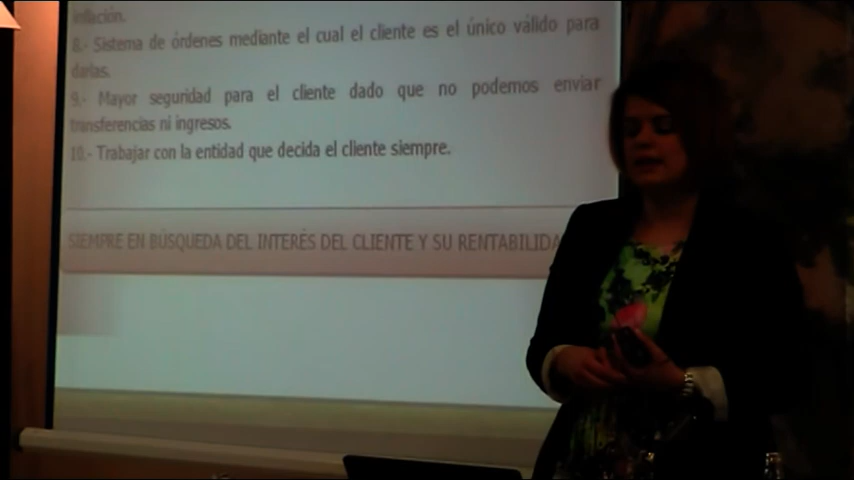 inflación.
8.- Sistema de órdenes mediante el cual el cliente es el único válido para
darlas.
9.- Mayor seguridad para el cliente dado que no podemos enviar
transferencias ni ingresos.
10.- Trabajar con la entidad que decida el cliente siempre.
SIEMPRE EN BÚSQUEDA DEL INTERÉS DEL CLIENTE Y SU RENTABILIDA